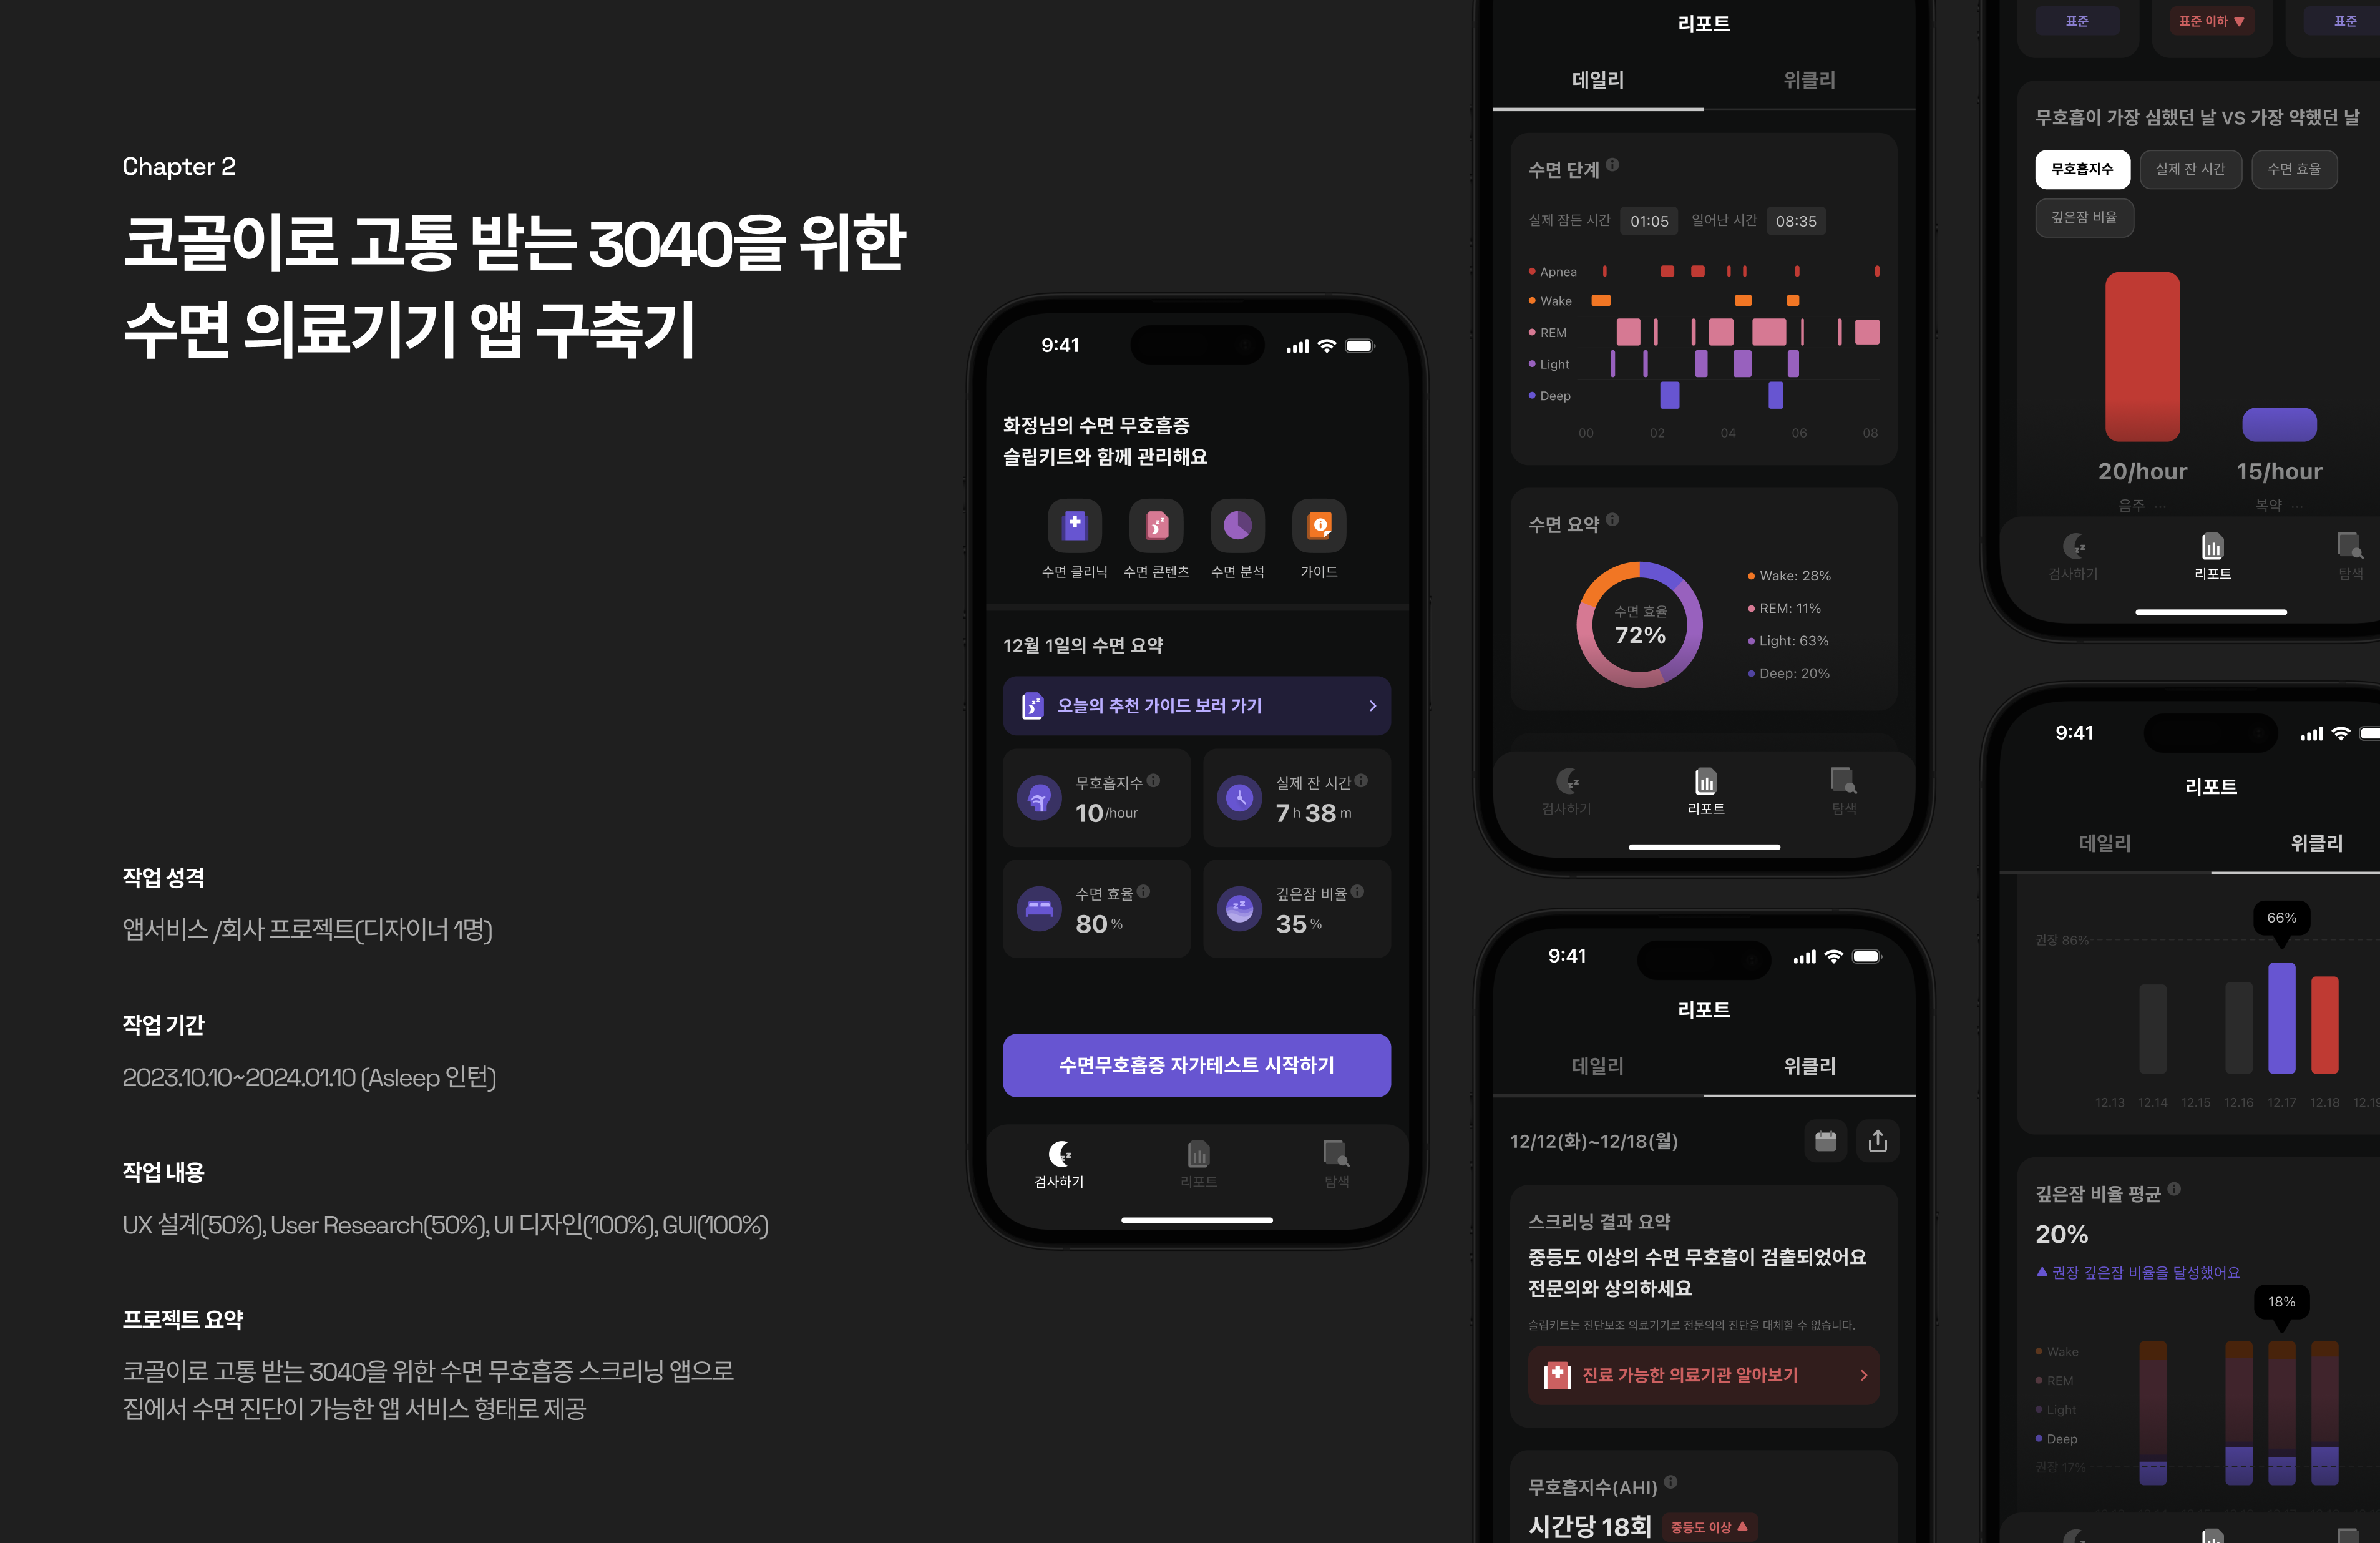 Chapter 2
코골이로 고통 받는 3040을 위한
수면 의료기기 앱 구축기
작업 성격
앱서비스 /회사 프로젝트(디자이너 1명)
작업 기간
2023.10.10~2024.01.10 (Asleep 인턴)
작업 내용
UX 설계(50%), User Research(50%), UI 디자인(100%), GUI(100%)
프로젝트 요약
코골이로 고통 받는 3040을 위한 수면 무호흡증 스크리닝 앱으로
집에서 수면 진단이 가능한 앱 서비스 형태로 제공
9:41
화정님의 수면 무호흡증
슬립키트와 함께 관리해요
수면 클리닉 수면 콘텐츠 수면 분석 가이드
12월 1일의 수면 요약
오늘의 추천 가이드 보러 가기
무호흡지수
10/hour
실제 잔 시간
7 h 38 m
수면 효율
80 %
깊은잠 비율
35 %
수면무호흡증 자가테스트 시작하기
검사하기 리포트 탐색
리포트
데일리 위클리
수면 단계
실제 잠든 시간 01:05 일어난 시간 08:35
Apnea
Wake
REM
Light
Deep
00 02 04 06 08
수면 요약
수면 효율
72%
Wake: 28%
REM: 11%
Light: 63%
Deep: 20%
검사하기 리포트 탐색
9:41
리포트
데일리 위클리
12/12(화)~12/18(월)
스크리닝 결과 요약
중등도 이상의 수면 무호흡이 검출되었어요
전문의와 상의하세요
슬립키트는 진단보조 의료기기로 전문의의 진단을 대체할 수 없습니다.
진료 가능한 의료기관 알아보기
무호흡지수(AHI)
시간당 18회 중등도 이상
표준 표준 이하 표준
무호흡이 가장 심했던 날 VS 가장 약했던 날
무호흡지수 실제 잔 시간 수면 효율
깊은잠 비율
20/hour 15/hour
음주 ··· 복약 ···
검사하기 리포트 탐색
9:41
리포트
데일리 위클리
66%
권장 86%
12.13 12.14 12.15 12.16 12.17 12.18 12.19
깊은잠 비율 평균
20%
권장 깊은잠 비율을 달성했어요
18%
Wake
REM
Light
Deep
권장 17%